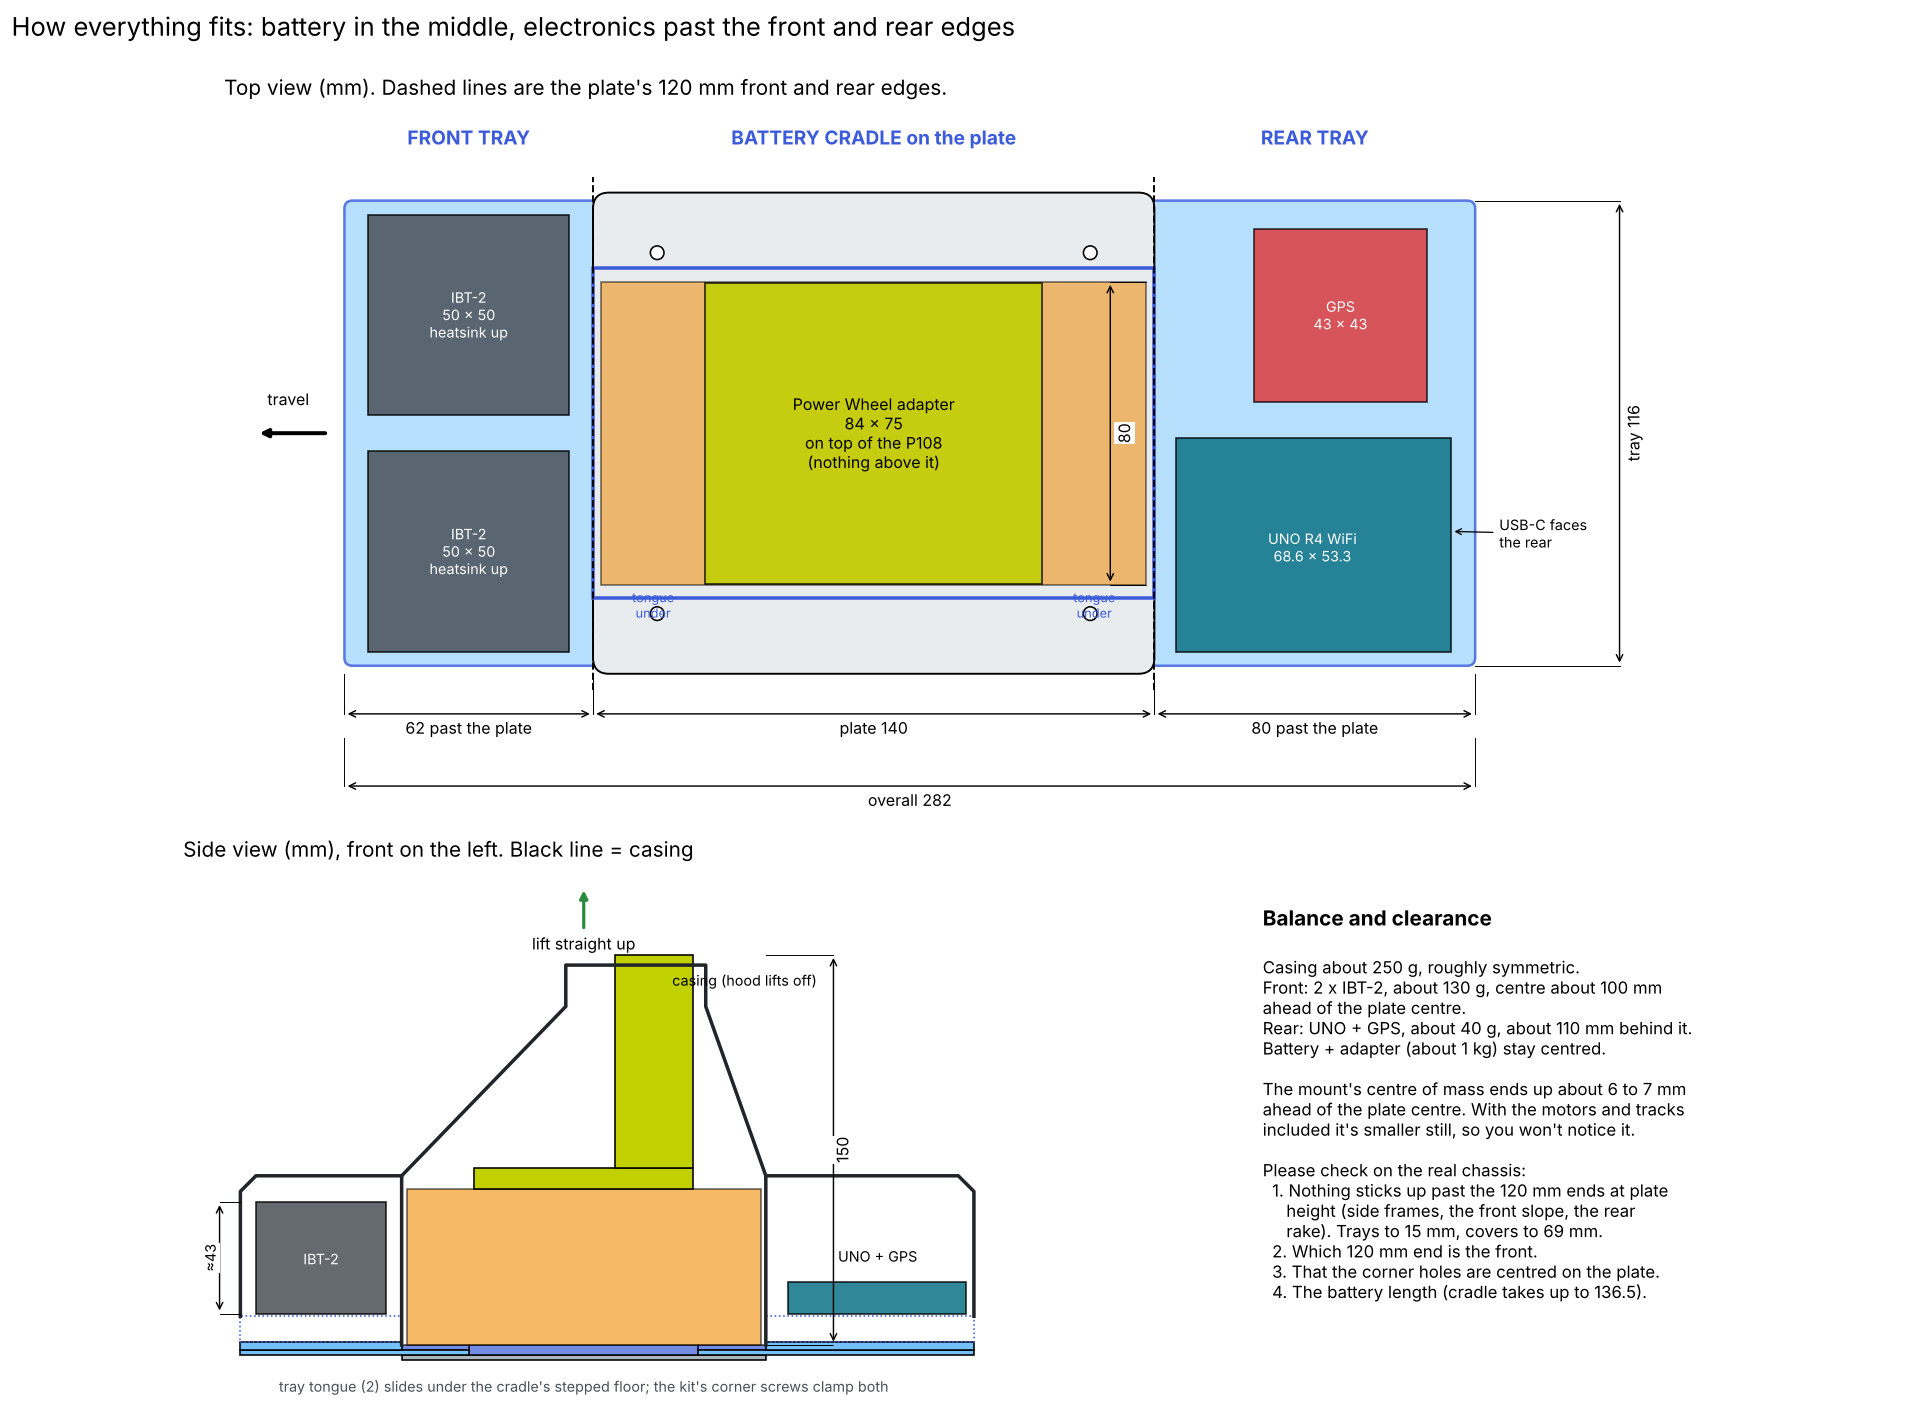 How everything fits: battery in the middle, electronics past the front and rear edges
Top view (mm). Dashed lines are the plate's 120 mm front and rear edges.
FRONT TRAY
BATTERY CRADLE on the plate
REAR TRAY
IBT-2
50 × 50
heatsink up
GPS
43 × 43
travel
Power Wheel adapter
84 × 75
on top of the P108
(nothing above it)
80
tray 116
IBT-2
50 × 50
heatsink up
UNO R4 WiFi
68.6 × 53.3
USB-C faces
the rear
tongue
under
tongue
under
62 past the plate
plate 140
80 past the plate
overall 282
Side view (mm), front on the left. Black line = casing
lift straight up
casing (hood lifts off)
150
≈43
IBT-2
UNO + GPS
tray tongue (2) slides under the cradle's stepped floor; the kit's corner screws clamp both
Balance and clearance
Casing about 250 g, roughly symmetric.
Front: 2 x IBT-2, about 130 g, centre about 100 mm
ahead of the plate centre.
Rear: UNO + GPS, about 40 g, about 110 mm behind it.
Battery + adapter (about 1 kg) stay centred.
The mount's centre of mass ends up about 6 to 7 mm
ahead of the plate centre. With the motors and tracks
included it's smaller still, so you won't notice it.
Please check on the real chassis:
1. Nothing sticks up past the 120 mm ends at plate
height (side frames, the front slope, the rear
rake). Trays to 15 mm, covers to 69 mm.
2. Which 120 mm end is the front.
3. That the corner holes are centred on the plate.
4. The battery length (cradle takes up to 136.5).